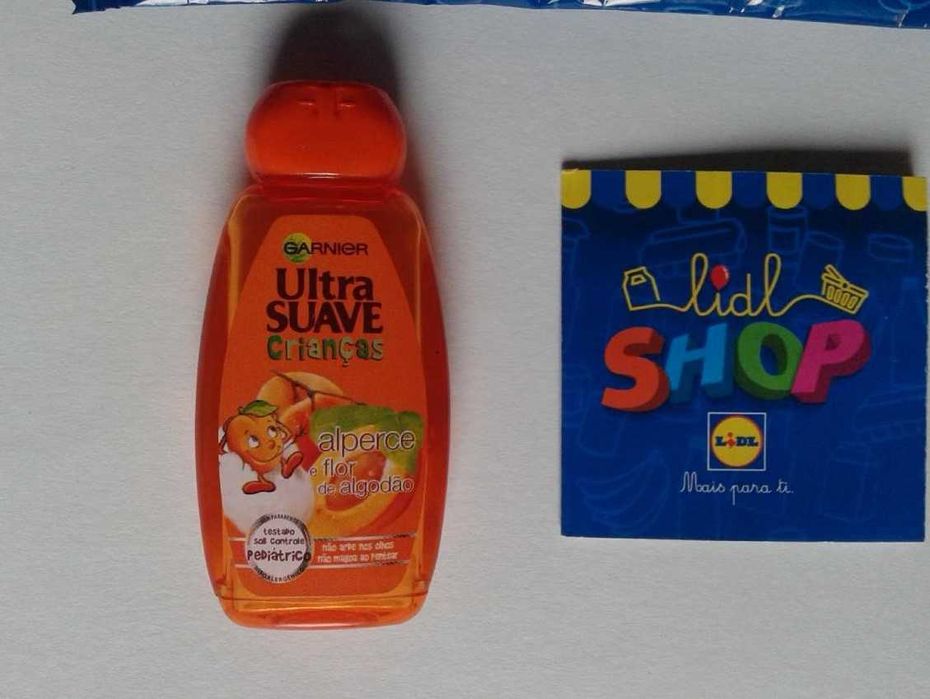 GARNIER
Ultra
SUAVE
Crianças
alperce
e flor
de algodão
testado
sob controle
Pediátrico
não arde nos olhos
não magoa ao pentear
lidl
SHOP
LIDL
Mais para ti.